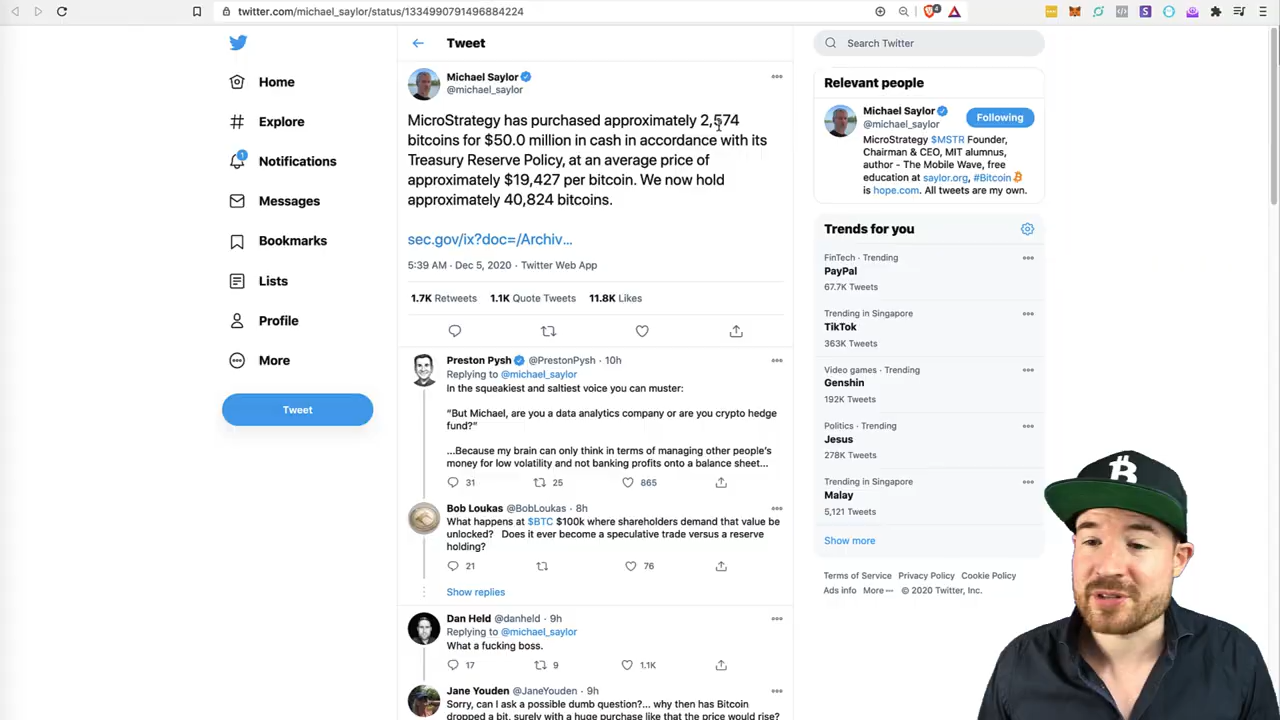 twitter.com/michael_saylor/status/1334990791496884224
Home
Explore
1
Notifications
Messages
Bookmarks
Lists
Profile
More
Tweet
Tweet
Michael Saylor
@michael_saylor
MicroStrategy has purchased approximately 2,574
bitcoins for $50.0 million in cash in accordance with its
Treasury Reserve Policy, at an average price of
approximately $19,427 per bitcoin. We now hold
approximately 40,824 bitcoins.
sec.gov/ix?doc=/Archiv...
5:39 AM · Dec 5, 2020 · Twitter Web App
1.7K Retweets 1.1K Quote Tweets 11.8K Likes
Preston Pysh @PrestonPysh · 10h
Replying to @michael_saylor
In the squeakiest and saltiest voice you can muster:
"But Michael, are you a data analytics company or are you crypto hedge
fund?"
...Because my brain can only think in terms of managing other people's
money for low volatility and not banking profits onto a balance sheet...
31 25 865
Bob Loukas @BobLoukas · 8h
What happens at $BTC $100k where shareholders demand that value be
unlocked? Does it ever become a speculative trade versus a reserve
holding?
21 76
Show replies
Dan Held @danheld · 9h
Replying to @michael_saylor
What a fucking boss.
17 9 1.1K
Jane Youden @JaneYouden · 9h
Sorry, can I ask a possible dumb question?... why then has Bitcoin
dropped a bit, surely with a huge purchase like that the price would rise?
Search Twitter
Relevant people
Michael Saylor
@michael_saylor
Following
MicroStrategy $MSTR Founder,
Chairman & CEO, MIT alumnus,
author - The Mobile Wave, free
education at saylor.org, #Bitcoin
is hope.com. All tweets are my own.
Trends for you
FinTech · Trending
PayPal
67.7K Tweets
Trending in Singapore
TikTok
363K Tweets
Video games · Trending
Genshin
192K Tweets
Politics · Trending
Jesus
278K Tweets
Trending in Singapore
Malay
5,121 Tweets
Show more
Terms of Service Privacy Policy Cookie Policy
Ads info More © 2020 Twitter, Inc.